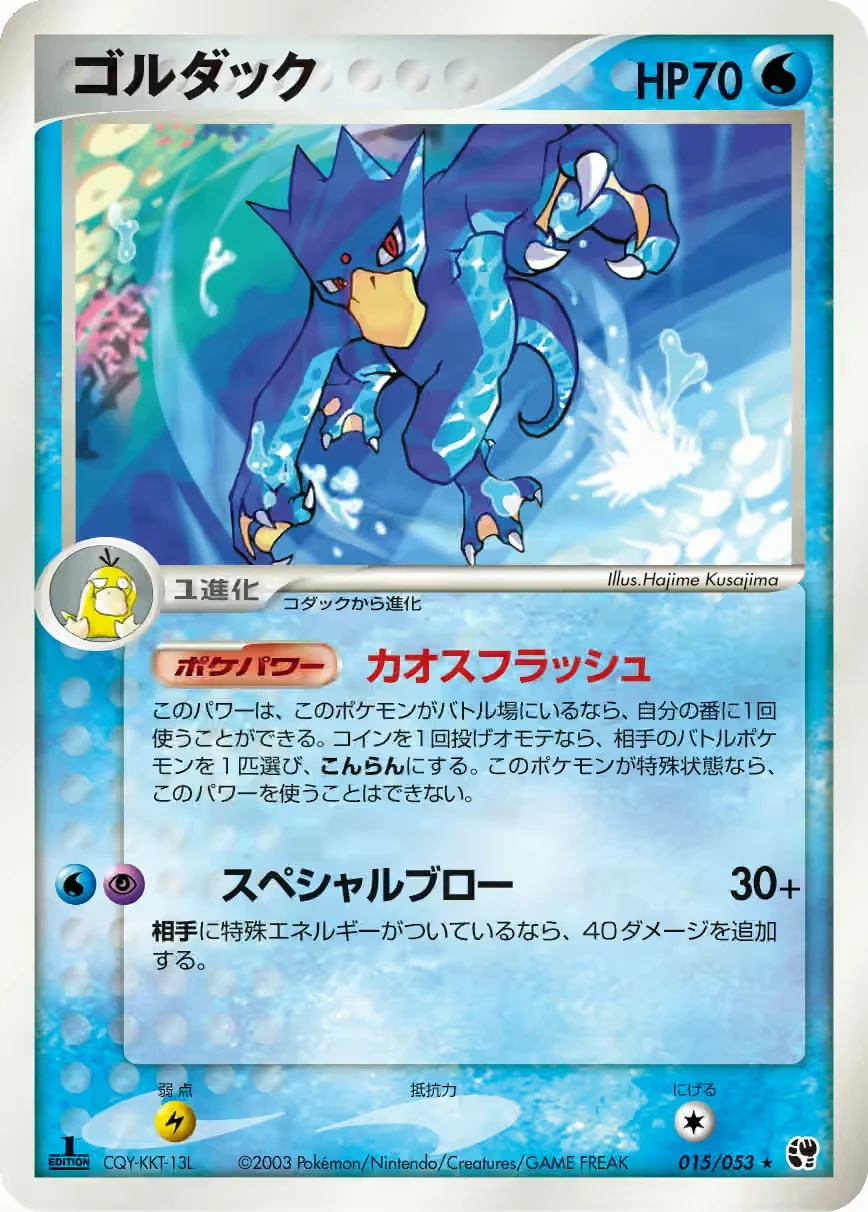 ゴルダック
HP70
Illus.Hajime Kusajima
1進化
コダックから進化
ポケパワー カオスフラッシュ
このパワーは、このポケモンがバトル場にいるなら、自分の番に1回
使うことができる。コインを1回投げオモテなら、相手のバトルポケ
モンを1匹選び、こんらんにする。このポケモンが特殊状態なら、
このパワーを使うことはできない。
スペシャルブロー 30+
相手に特殊エネルギーがついているなら、40ダメージを追加
する。
弱点 抵抗力 にげる
1 EDITION CQY-KKT-13L ©2003 Pokémon/Nintendo/Creatures/GAME FREAK 015/053 ★